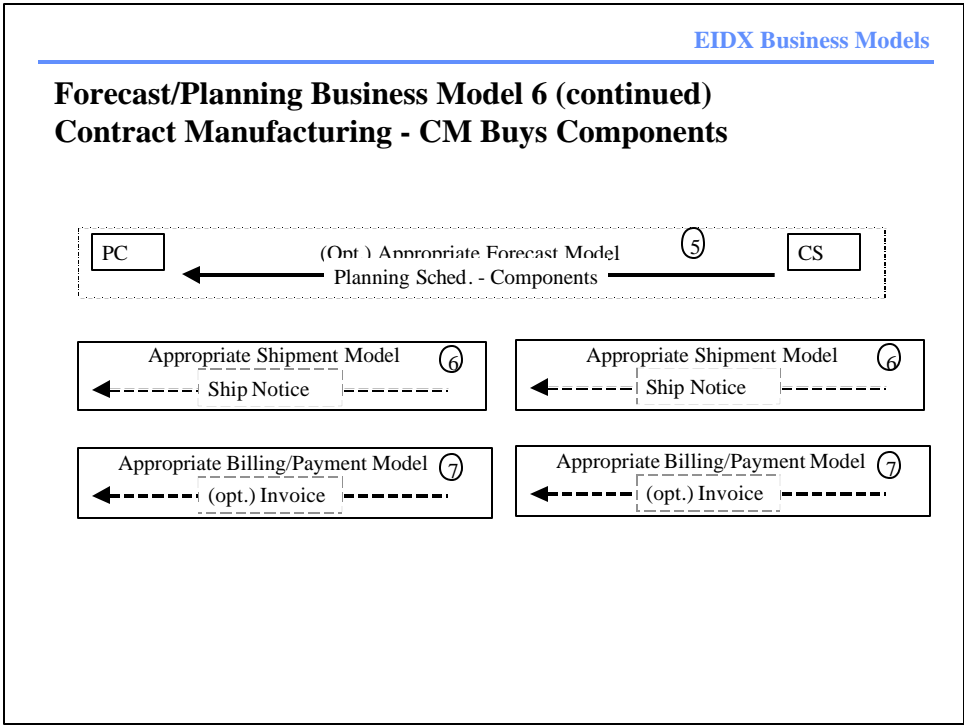 EIDX Business Models
Forecast/Planning Business Model 6 (continued)
Contract Manufacturing - CM Buys Components
PC
(Opt.) Appropriate Forecast Model
5
CS
Planning Sched. - Components
Appropriate Shipment Model
6
Ship Notice
Appropriate Shipment Model
6
Ship Notice
Appropriate Billing/Payment Model
7
(opt.) Invoice
Appropriate Billing/Payment Model
7
(opt.) Invoice